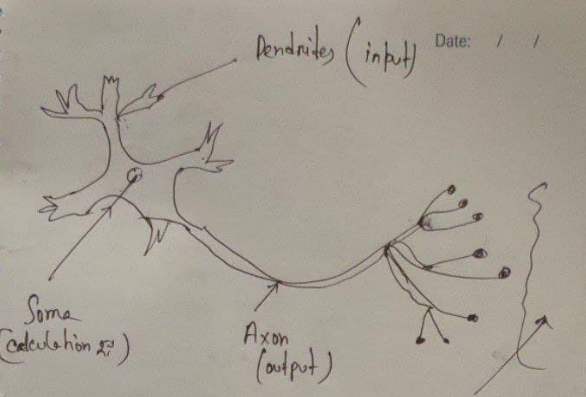 Dendrites (input)
Date: / /
Soma
(calculation
Axon
(output)